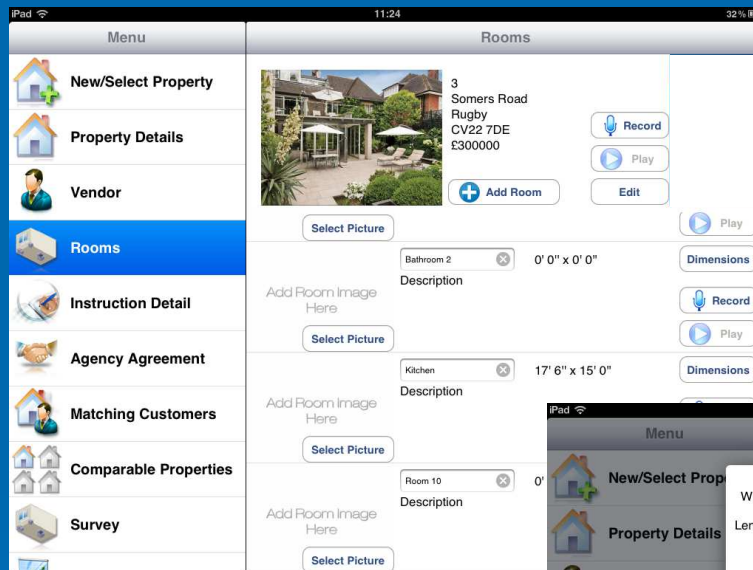 iPad 11:24 32%
Menu
Rooms
New/Select Property
Property Details
Vendor
Rooms
Instruction Detail
Agency Agreement
Matching Customers
Comparable Properties
Survey
3
Somers Road
Rugby
CV22 7DE
£300000
Record
Play
Add Room
Edit
Select Picture
Play
Bathroom 2
0' 0" x 0' 0"
Dimensions
Description
Add Room Image
Here
Record
Select Picture
Play
Kitchen
17' 6" x 15' 0"
Dimensions
Description
Add Room Image
Here
Select Picture
Room 10
0'
Description
Add Room Image
Here
Select Picture
iPad
Menu
New/Select Prop
Property Details
W
Ler